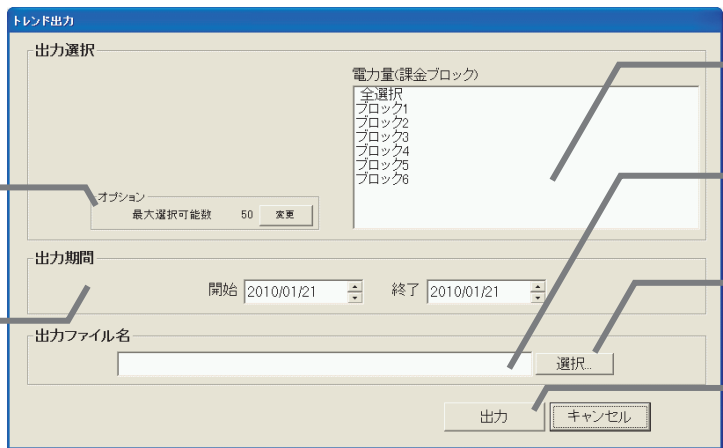 トレンド出力
出力選択
電力量(課金ブロック)
全選択
ブロック1
ブロック2
ブロック3
ブロック4
ブロック5
ブロック6
オプション
最大選択可能数 50 変更
出力期間
開始 2010/01/21 終了 2010/01/21
出力ファイル名
選択...
出力 キャンセル